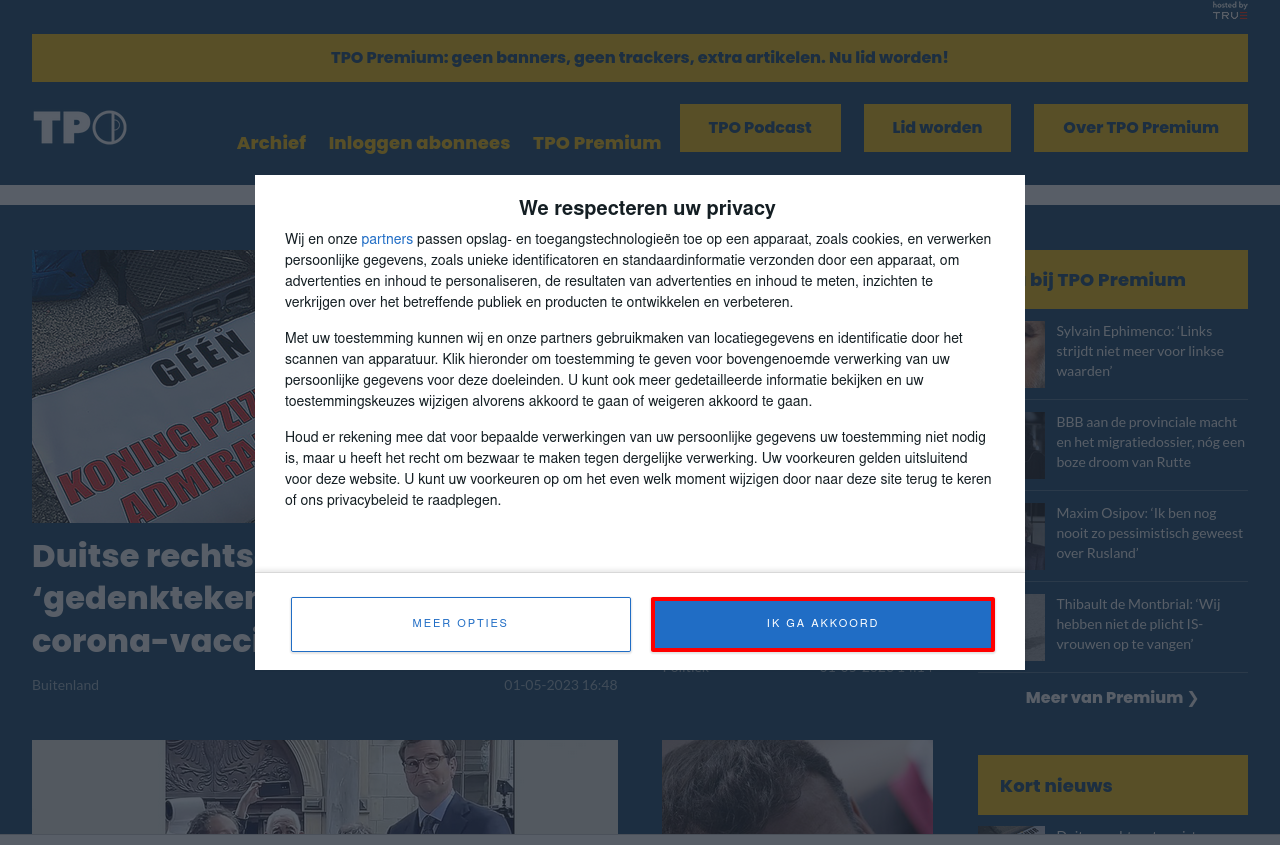 hosted by
TRUE
TPO Premium: geen banners, geen trackers, extra artikelen. Nu lid worden!
TPO
Archief
Inloggen abonnees
TPO Premium
TPO Podcast
Lid worden
Over TPO Premium
We respecteren uw privacy
Wij en onze partners passen opslag- en toegangstechnologieën toe op een apparaat, zoals cookies, en verwerken
persoonlijke gegevens, zoals unieke identificatoren en standaardinformatie verzonden door een apparaat, om
advertenties en inhoud te personaliseren, de resultaten van advertenties en inhoud te meten, inzichten te
verkrijgen over het betreffende publiek en producten te ontwikkelen en verbeteren.
Met uw toestemming kunnen wij en onze partners gebruikmaken van locatiegegevens en identificatie door het
scannen van apparatuur. Klik hieronder om toestemming te geven voor bovengenoemde verwerking van uw
persoonlijke gegevens voor deze doeleinden. U kunt ook meer gedetailleerde informatie bekijken en uw
toestemmingskeuzes wijzigen alvorens akkoord te gaan of weigeren akkoord te gaan.
Houd er rekening mee dat voor bepaalde verwerkingen van uw persoonlijke gegevens uw toestemming niet nodig
is, maar u heeft het recht om bezwaar te maken tegen dergelijke verwerking. Uw voorkeuren gelden uitsluitend
voor deze website. U kunt uw voorkeuren op om het even welk moment wijzigen door naar deze site terug te keren
of ons privacybeleid te raadplegen.
MEER OPTIES
IK GA AKKOORD
GÉÉN
KONING PZIZ
ADMIRA
Duitse rechts
‘gedenkteken
corona-vacci
Buitenland
01-05-2023 16:48
bij TPO Premium
Sylvain Ephimenco: ‘Links
strijdt niet meer voor linkse
waarden’
BBB aan de provinciale macht
en het migratiedossier, nóg een
boze droom van Rutte
Maxim Osipov: ‘Ik ben nog
nooit zo pessimistisch geweest
over Rusland’
Thibault de Montbrial: ‘Wij
hebben niet de plicht IS-
vrouwen op te vangen’
Meer van Premium ❯
Kort nieuws